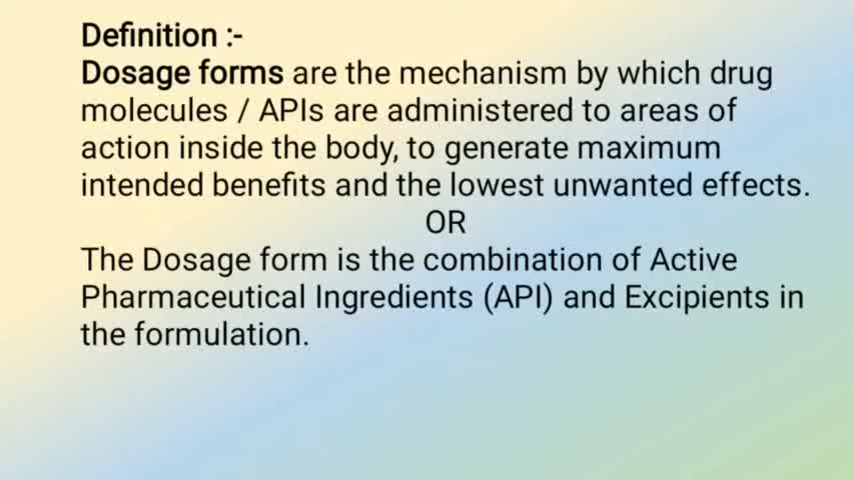 Definition :-
Dosage forms are the mechanism by which drug
molecules / APIs are administered to areas of
action inside the body, to generate maximum
intended benefits and the lowest unwanted effects.
OR
The Dosage form is the combination of Active
Pharmaceutical Ingredients (API) and Excipients in
the formulation.